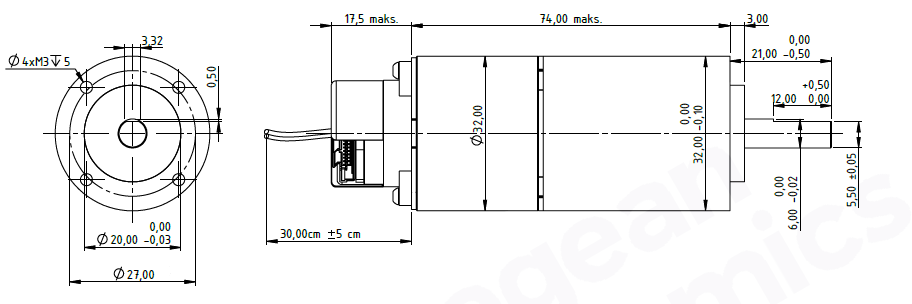 17,5 maks.
74,00 maks.
3,00
3,32
0,00
21,00 -0,50
Ø 4xM3↧ 5
0,50
+0,50
12,00 0,00
Ø32,00
0,00
32,00 -0,10
0,00
6,00 -0,02
5,50 ±0,05
0,00
Ø 20,00 -0,03
30,00cm ±5 cm
Ø 27,00